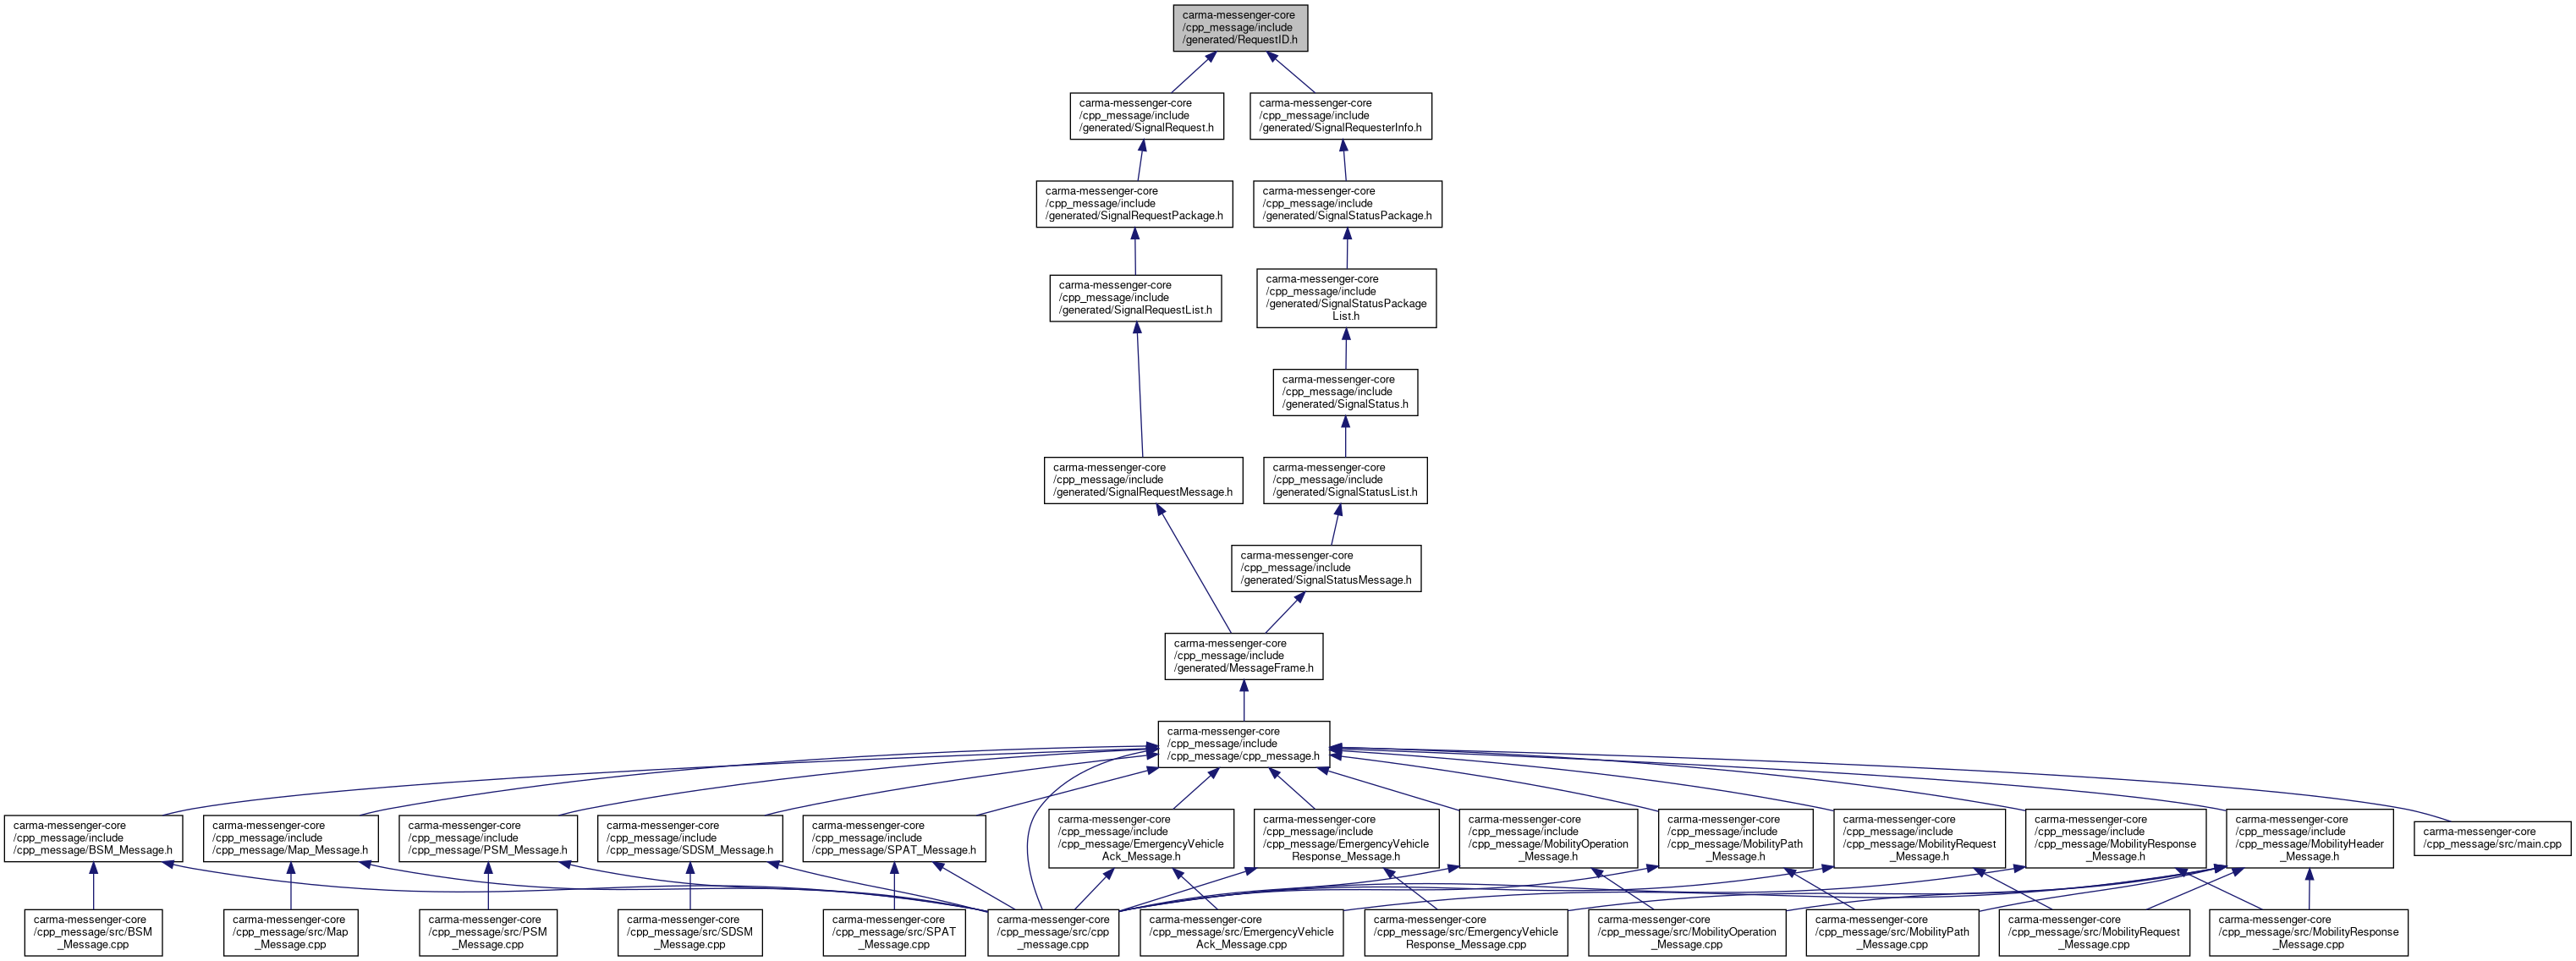 carma-messenger-core
/cpp_message/include
/generated/RequestID.h
carma-messenger-core
/cpp_message/include
/generated/SignalRequest.h
carma-messenger-core
/cpp_message/include
/generated/SignalRequesterInfo.h
carma-messenger-core
/cpp_message/include
/generated/SignalRequestPackage.h
carma-messenger-core
/cpp_message/include
/generated/SignalStatusPackage.h
carma-messenger-core
/cpp_message/include
/generated/SignalRequestList.h
carma-messenger-core
/cpp_message/include
/generated/SignalStatusPackage
List.h
carma-messenger-core
/cpp_message/include
/generated/SignalStatus.h
carma-messenger-core
/cpp_message/include
/generated/SignalRequestMessage.h
carma-messenger-core
/cpp_message/include
/generated/SignalStatusList.h
carma-messenger-core
/cpp_message/include
/generated/SignalStatusMessage.h
carma-messenger-core
/cpp_message/include
/generated/MessageFrame.h
carma-messenger-core
/cpp_message/include
/cpp_message/cpp_message.h
carma-messenger-core
/cpp_message/include
/cpp_message/BSM_Message.h
carma-messenger-core
/cpp_message/include
/cpp_message/Map_Message.h
carma-messenger-core
/cpp_message/include
/cpp_message/PSM_Message.h
carma-messenger-core
/cpp_message/include
/cpp_message/SDSM_Message.h
carma-messenger-core
/cpp_message/include
/cpp_message/SPAT_Message.h
carma-messenger-core
/cpp_message/include
/cpp_message/EmergencyVehicle
Ack_Message.h
carma-messenger-core
/cpp_message/include
/cpp_message/EmergencyVehicle
Response_Message.h
carma-messenger-core
/cpp_message/include
/cpp_message/MobilityOperation
_Message.h
carma-messenger-core
/cpp_message/include
/cpp_message/MobilityPath
_Message.h
carma-messenger-core
/cpp_message/include
/cpp_message/MobilityRequest
_Message.h
carma-messenger-core
/cpp_message/include
/cpp_message/MobilityResponse
_Message.h
carma-messenger-core
/cpp_message/include
/cpp_message/MobilityHeader
_Message.h
carma-messenger-core
/cpp_message/src/main.cpp
carma-messenger-core
/cpp_message/src/BSM
_Message.cpp
carma-messenger-core
/cpp_message/src/Map
_Message.cpp
carma-messenger-core
/cpp_message/src/PSM
_Message.cpp
carma-messenger-core
/cpp_message/src/SDSM
_Message.cpp
carma-messenger-core
/cpp_message/src/SPAT
_Message.cpp
carma-messenger-core
/cpp_message/src/cpp
_message.cpp
carma-messenger-core
/cpp_message/src/EmergencyVehicle
Ack_Message.cpp
carma-messenger-core
/cpp_message/src/EmergencyVehicle
Response_Message.cpp
carma-messenger-core
/cpp_message/src/MobilityOperation
_Message.cpp
carma-messenger-core
/cpp_message/src/MobilityPath
_Message.cpp
carma-messenger-core
/cpp_message/src/MobilityRequest
_Message.cpp
carma-messenger-core
/cpp_message/src/MobilityResponse
_Message.cpp